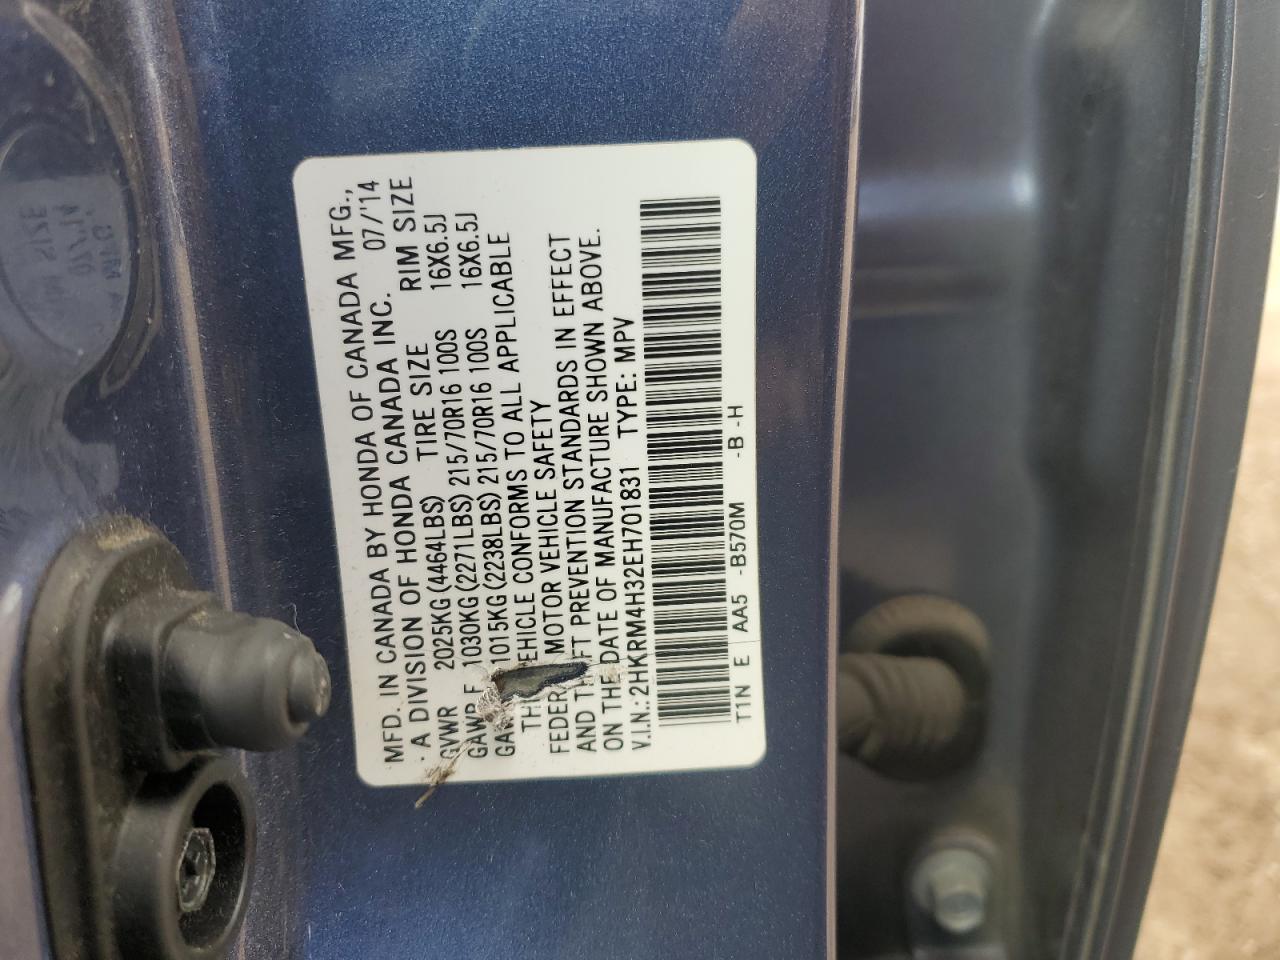 MFD. IN CANADA BY HONDA OF CANADA MFG.,
A DIVISION OF HONDA CANADA INC. 07/'14
GVWR 2025KG (4464LBS) TIRE SIZE RIM SIZE
GAWR F 1030KG (2271LBS) 215/70R16 100S 16X6.5J
1015KG (2238LBS) 215/70R16 100S 16X6.5J
CONFORMS TO ALL APPLICABLE
MOTOR VEHICLE SAFETY
AND PREVENTION STANDARDS IN EFFECT
ON THE DATE OF MANUFACTURE SHOWN ABOVE.
V.I.N.: 2HKRM4H32EH701831 TYPE: MPV
T1N E AA5 -B570M -B -H